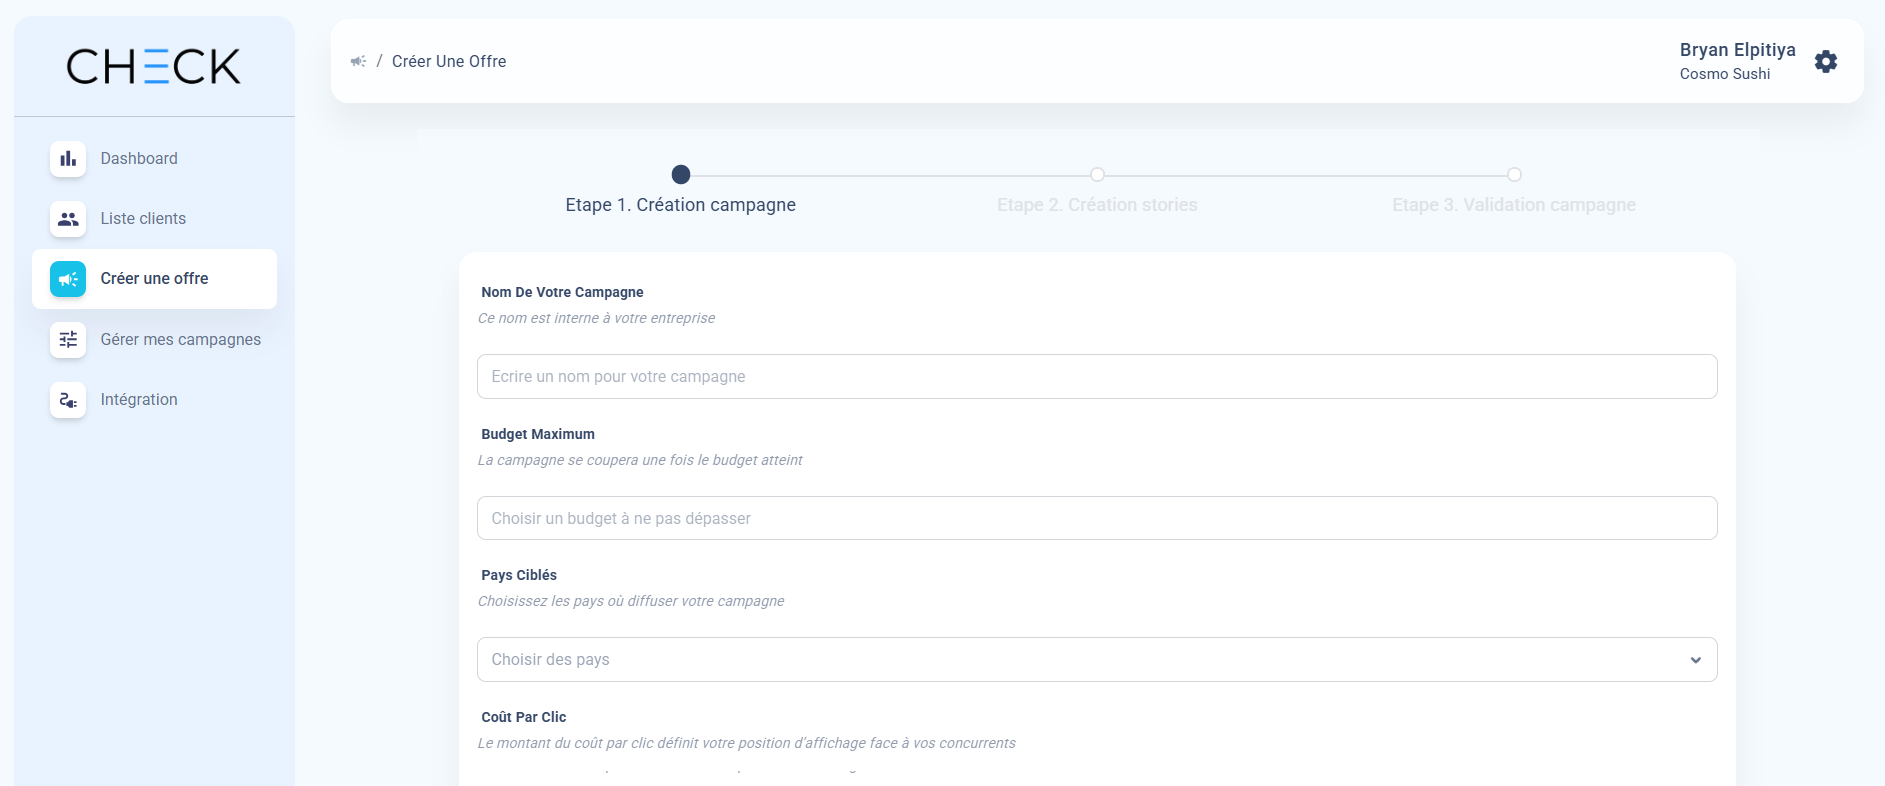 CHECK
Dashboard
Liste clients
Créer une offre
Gérer mes campagnes
Intégration
/ Créer Une Offre
Bryan Elpitiya
Cosmo Sushi
Etape 1. Création campagne
Etape 2. Création stories
Etape 3. Validation campagne
Nom De Votre Campagne
Ce nom est interne à votre entreprise
Ecrire un nom pour votre campagne
Budget Maximum
La campagne se coupera une fois le budget atteint
Choisir un budget à ne pas dépasser
Pays Ciblés
Choisissez les pays où diffuser votre campagne
Choisir des pays
Coût Par Clic
Le montant du coût par clic définit votre position d’affichage face à vos concurrents